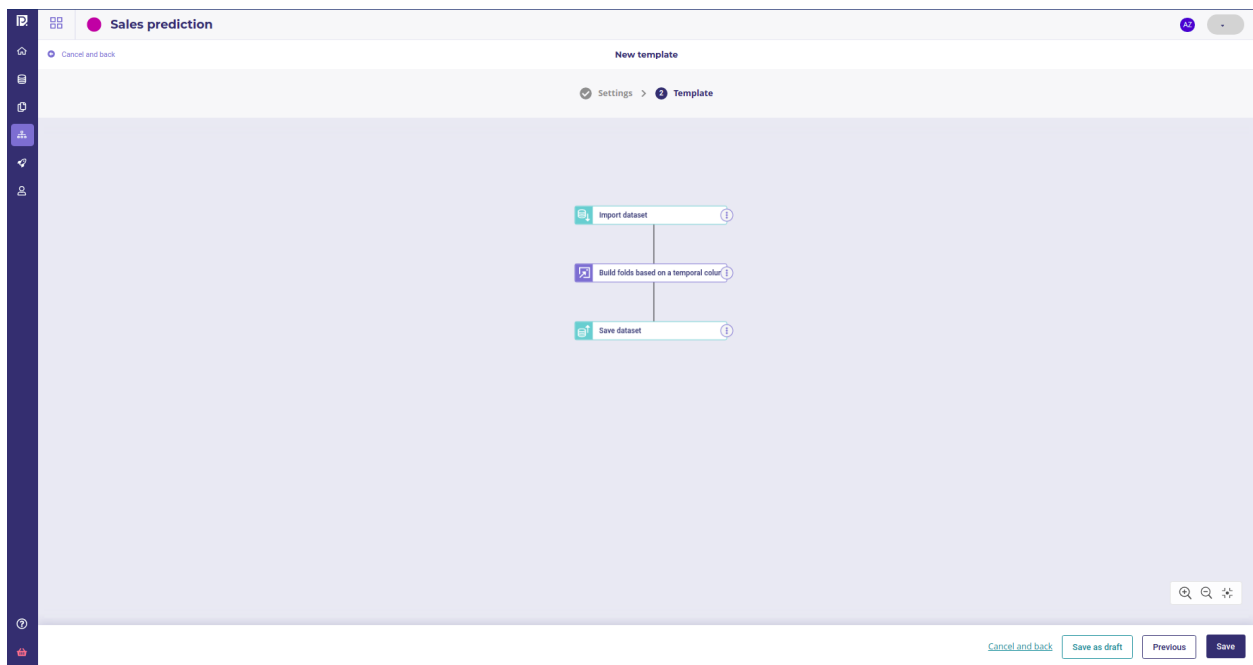 Sales prediction
AZ
Cancel and back
New template
Settings
2 Template
Import dataset
Build folds based on a temporal colur
Save dataset
Cancel and back
Save as draft
Previous
Save